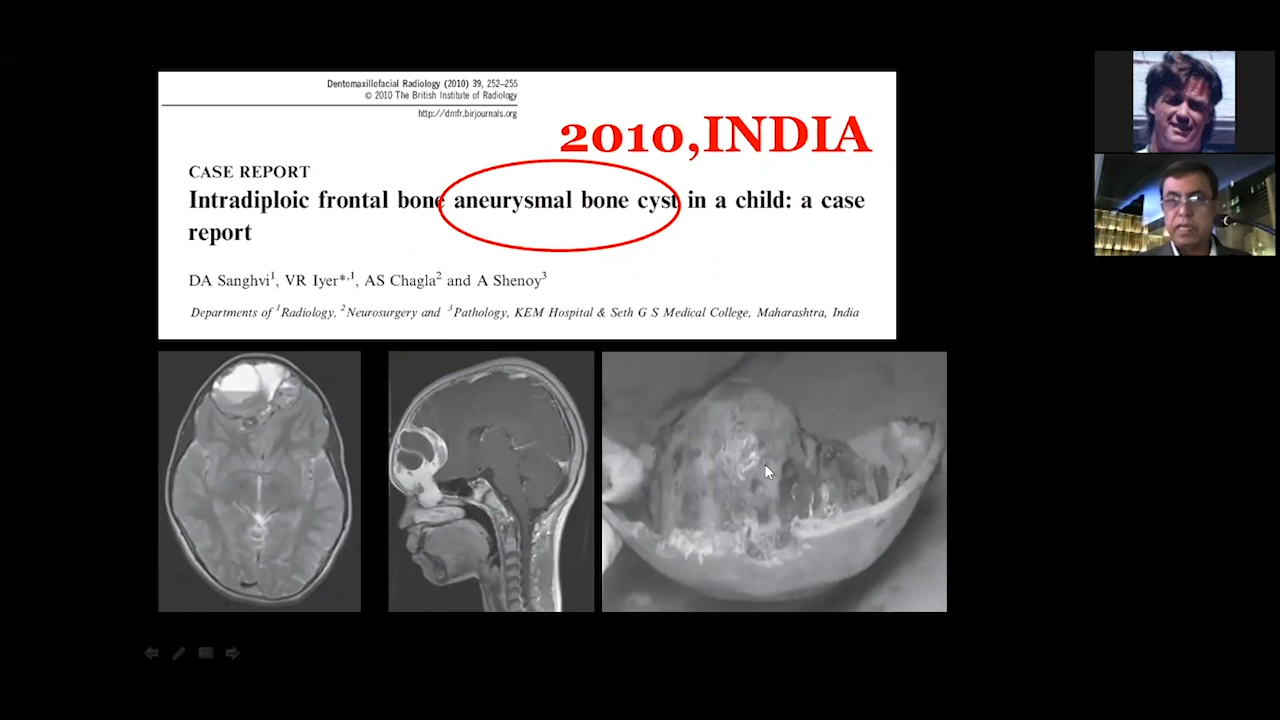 Dentomaxillofacial Radiology (2010) 39, 252–255
© 2010 The British Institute of Radiology
http://dmfr.birjournals.org
2010,INDIA
CASE REPORT
Intradiploic frontal bone aneurysmal bone cyst in a child: a case
report
DA Sanghvi1, VR Iyer*,1, AS Chagla2 and A Shenoy3
Departments of 1Radiology, 2Neurosurgery and 3Pathology, KEM Hospital & Seth G S Medical College, Maharashtra, India